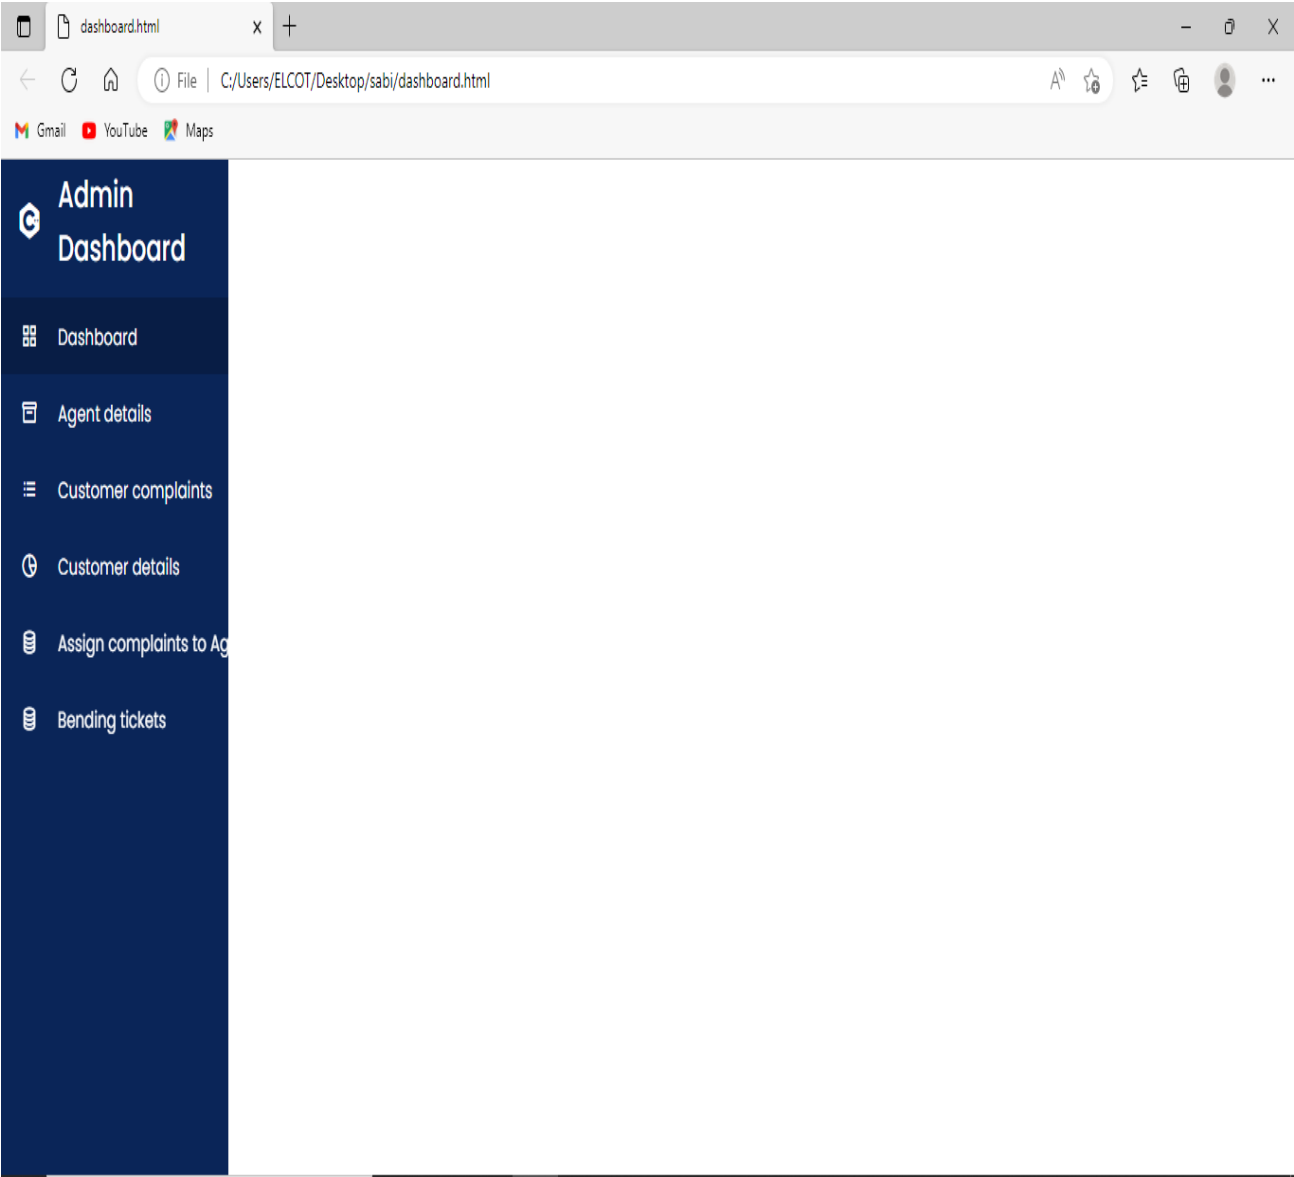 dashboard.html
File C:/Users/ELCOT/Desktop/sabi/dashboard.html
Gmail YouTube Maps
Admin
Dashboard
Dashboard
Agent details
Customer complaints
Customer details
Assign complaints to Ag
Bending tickets